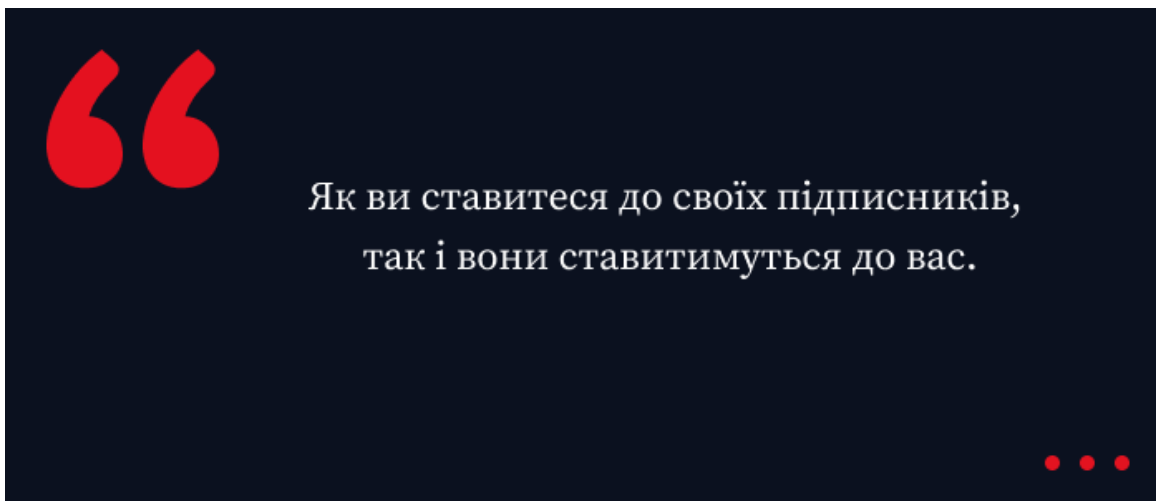 “
Як ви ставитеся до своїх підписників,
так і вони ставитимуться до вас.